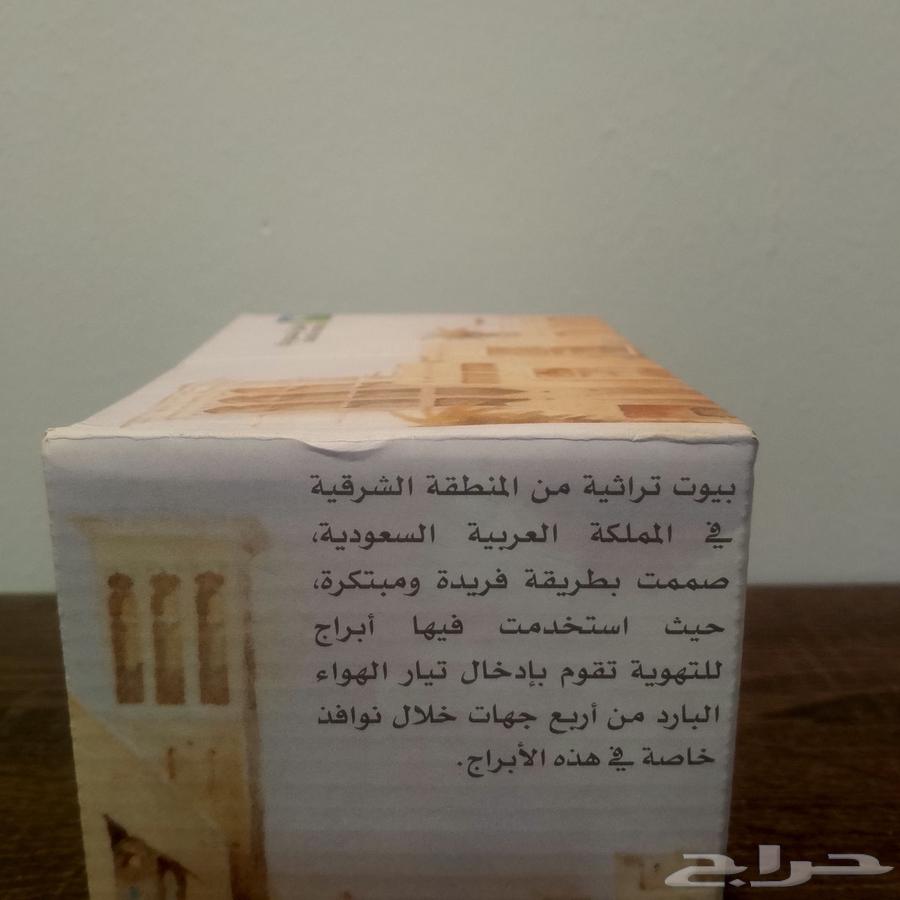 بيوت تراثية من المنطقة الشرقية
في المملكة العربية السعودية،
صممت بطريقة فريدة ومبتكرة،
حيث استخدمت فيها أبراج
للتهوية تقوم بإدخال تيار الهواء
البارد من أربع جهات خلال نوافذ
خاصة في هذه الأبراج.
حراج